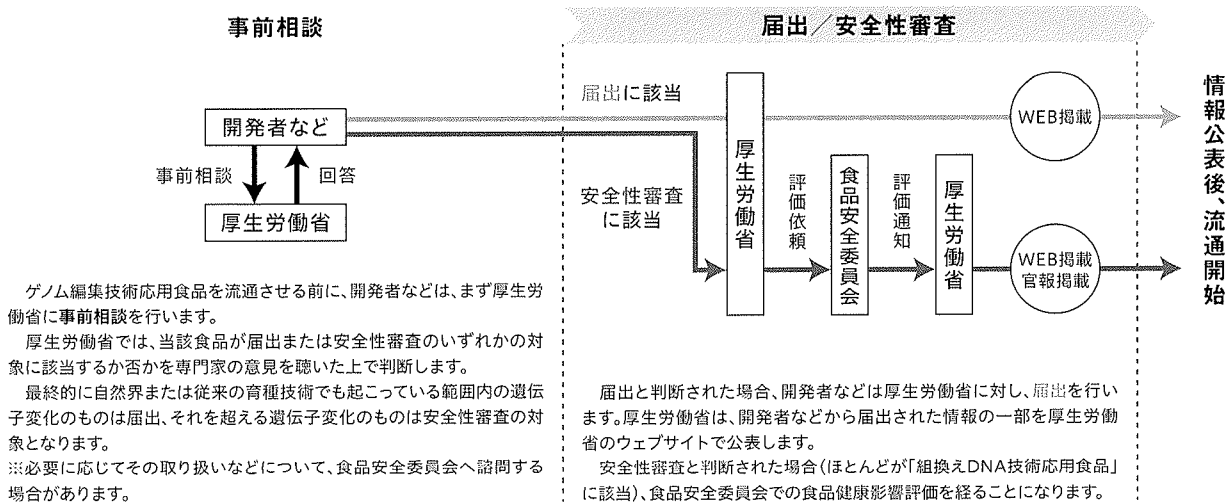 事前相談
届出／安全性審査
開発者など
事前相談
回答
厚生労働省
届出に該当
安全性審査
に該当
厚生労働省
評価依頼
食品安全委員会
評価通知
厚生労働省
WEB掲載
WEB掲載
官報掲載
情報公表後、流通開始
ゲノム編集技術応用食品を流通させる前に、開発者などは、まず厚生労
働省に事前相談を行います。
厚生労働省では、当該食品が届出または安全性審査のいずれかの対
象に該当するか否かを専門家の意見を聴いた上で判断します。
最終的に自然界または従来の育種技術でも起こっている範囲内の遺伝
子変化のものは届出、それを超える遺伝子変化のものは安全性審査の対
象となります。
※必要に応じてその取り扱いなどについて、食品安全委員会へ諮問する
場合があります。
届出と判断された場合、開発者などは厚生労働省に対し、届出を行い
ます。厚生労働省は、開発者などから届出された情報の一部を厚生労働
省のウェブサイトで公表します。
安全性審査と判断された場合（ほとんどが「組換えDNA技術応用食品」
に該当）、食品安全委員会での食品健康影響評価を経ることになります。